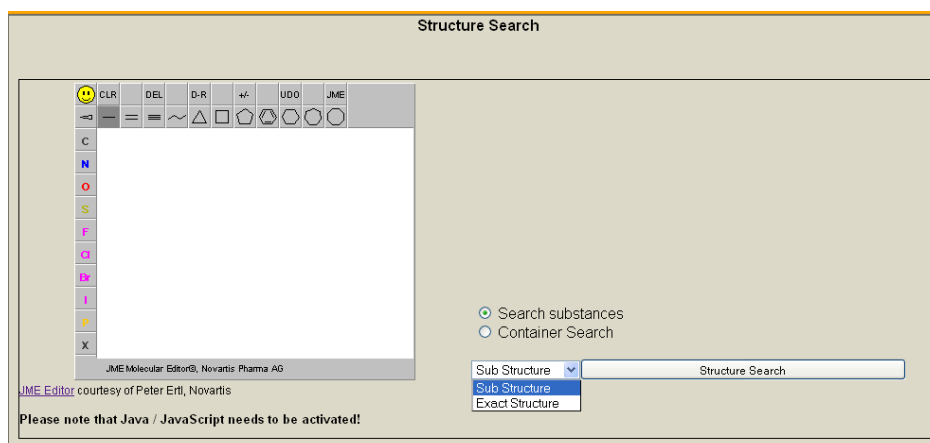 Structure Search
CLR DEL D-R +/- UDO JME
C
N
O
S
F
Cl
Br
I
X
JME Molecular Editor©, Novartis Pharma AG
JME Editor courtesy of Peter Ertl, Novartis
Please note that Java / JavaScript needs to be activated!
Search substances
Container Search
Sub Structure Structure Search
Sub Structure
Exact Structure